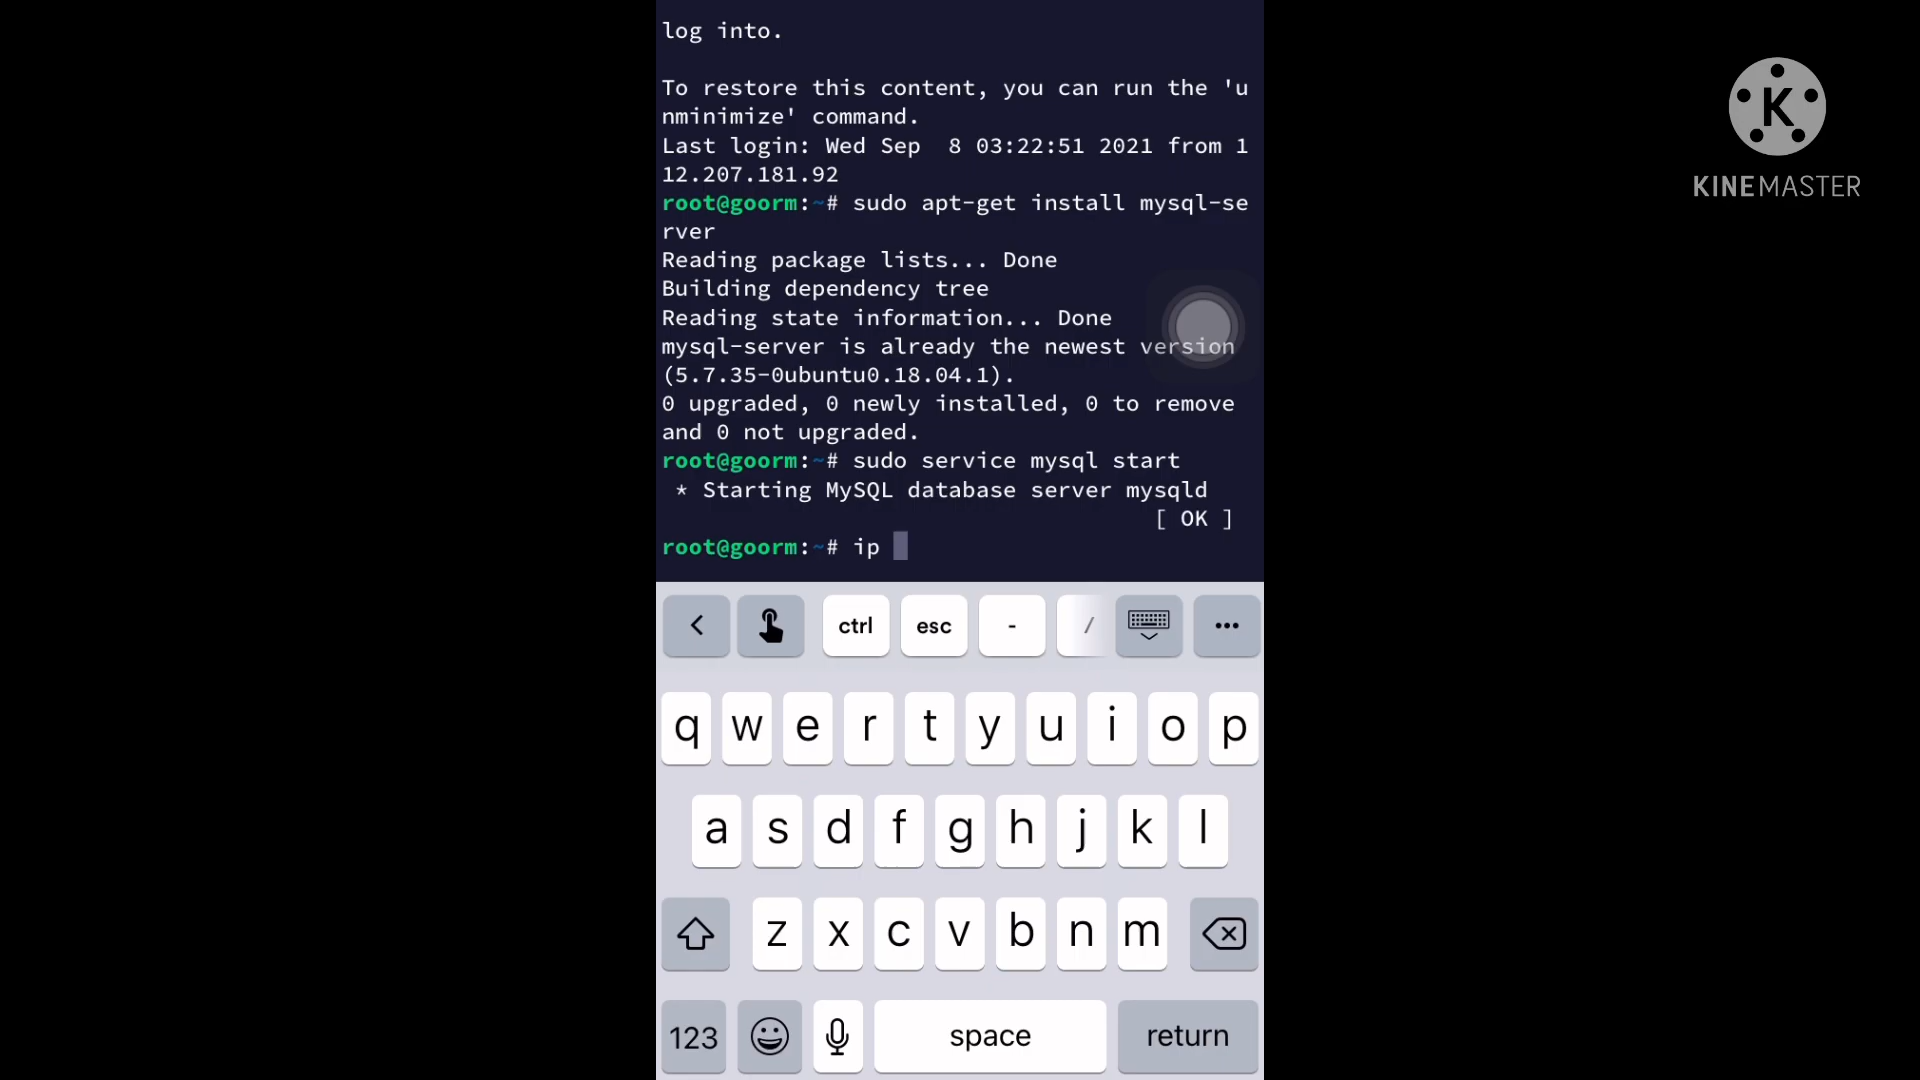 log into.
To restore this content, you can run the 'u
nminimize' command.
Last login: Wed Sep  8 03:22:51 2021 from 1
12.207.181.92
root@goorm:~# sudo apt-get install mysql-se
rver
Reading package lists... Done
Building dependency tree
Reading state information... Done
mysql-server is already the newest version
(5.7.35-0ubuntu0.18.04.1).
0 upgraded, 0 newly installed, 0 to remove
and 0 not upgraded.
root@goorm:~# sudo service mysql start
 * Starting MySQL database server mysqld
[ OK ]
root@goorm:~# ip
ctrl esc - /
q w e r t y u i o p
a s d f g h j k l
z x c v b n m
123 space return
K
KINEMASTER